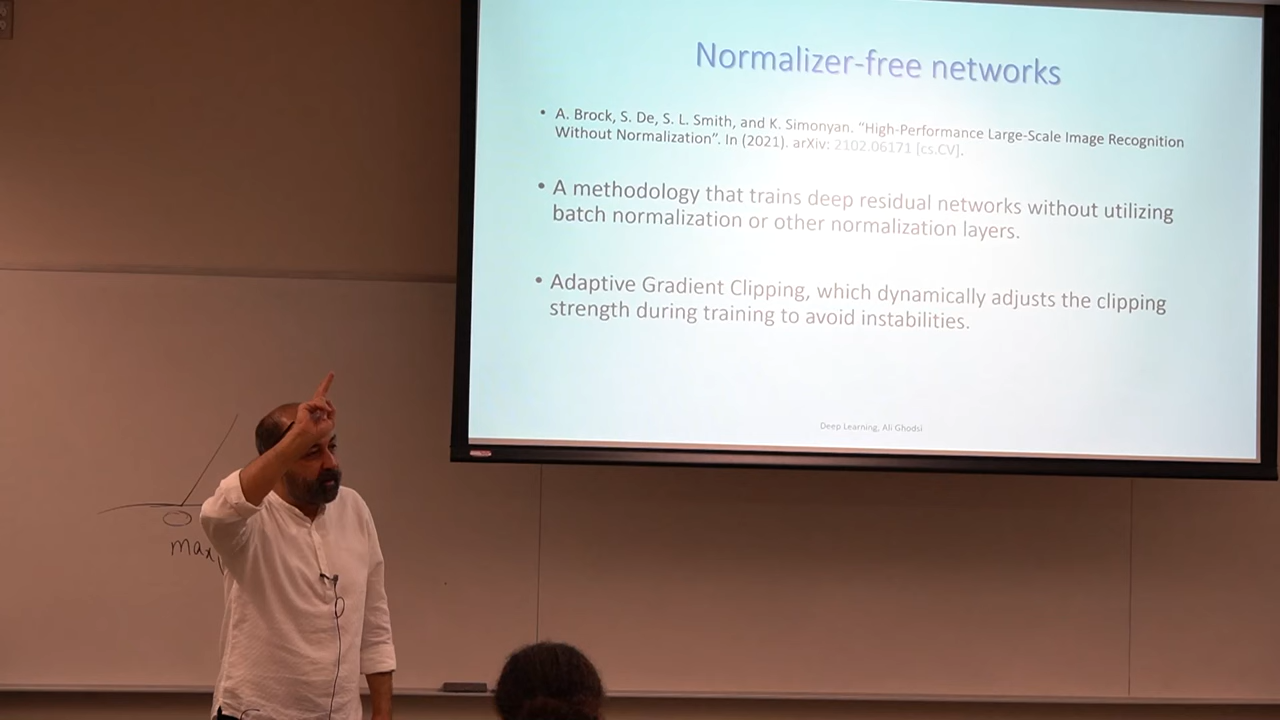 Normalizer-free networks
• A. Brock, S. De, S. L. Smith, and K. Simonyan. "High-Performance Large-Scale Image Recognition
Without Normalization". In (2021). arXiv: 2102.06171 [cs.CV].
• A methodology that trains deep residual networks without utilizing
batch normalization or other normalization layers.
• Adaptive Gradient Clipping, which dynamically adjusts the clipping
strength during training to avoid instabilities.
Deep Learning, Ali Ghodsi
max